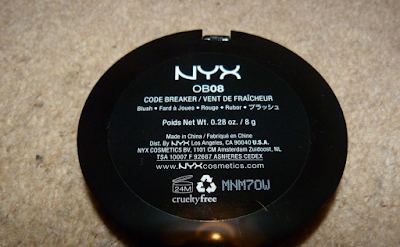 NYX
OB08
CODE BREAKER / VENT DE FRAÎCHEUR
Blush • Fard à Joues • Rouge • Rubor • ブラッシュ
Poids Net Wt. 0.28 oz. / 8 g
Made in China / Fabriqué en Chine
Dist. By NYX Los Angeles, CA 90040 U.S.A.
NYX COSMETICS BV, 1101 CM Amsterdam Zuidoost, NL
TSA 10007 F 92667 ASNIERES CEDEX
www.NYXcosmetics.com
24M
crueltyfree
MNM70W